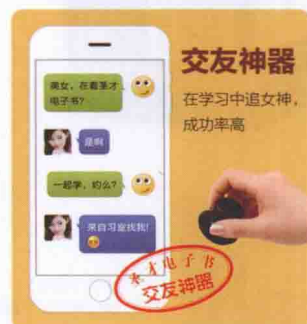 交友神器
在学习中追女神，
成功率高
美女，在看圣才
电子书？
是啊
一起学，约么？
来自习室找我！
圣才电子书
交友神器